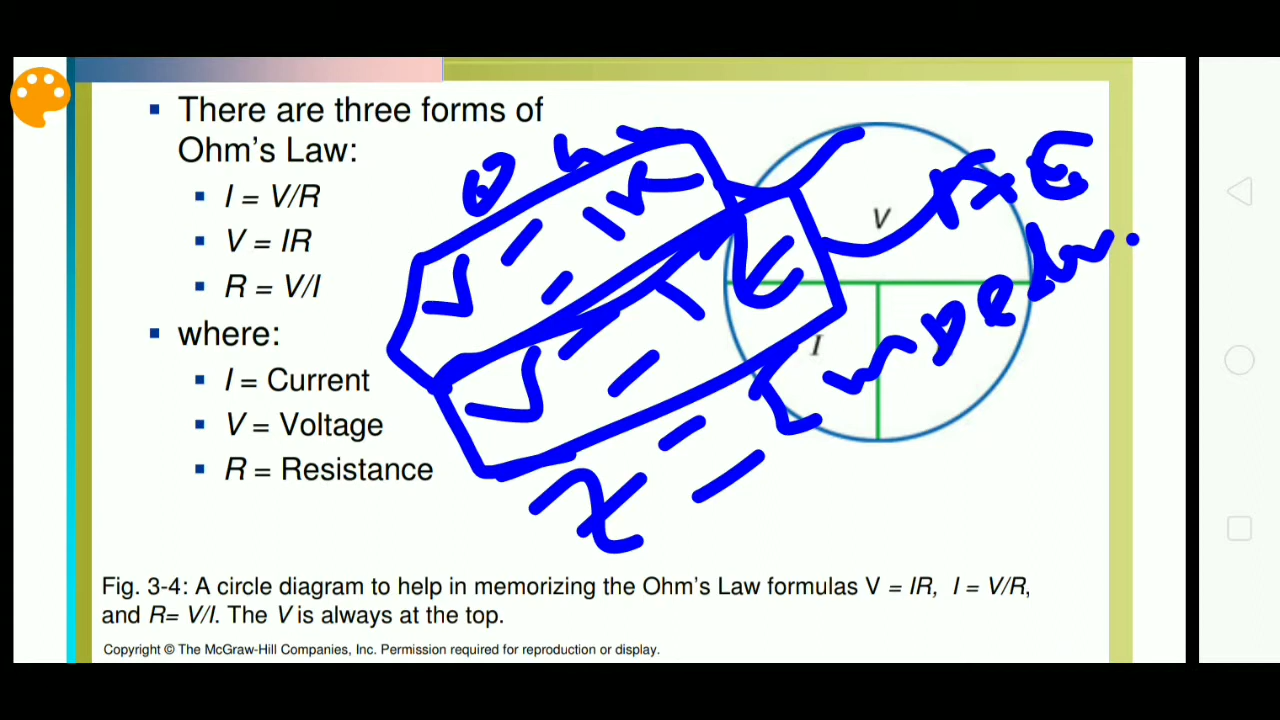 There are three forms of
Ohm's Law:
I = V/R
V = IR
R = V/I
where:
I = Current
V = Voltage
R = Resistance
V
I
Fig. 3-4: A circle diagram to help in memorizing the Ohm's Law formulas V = IR, I = V/R,
and R= V/I. The V is always at the top.
Copyright © The McGraw-Hill Companies, Inc. Permission required for reproduction or display.